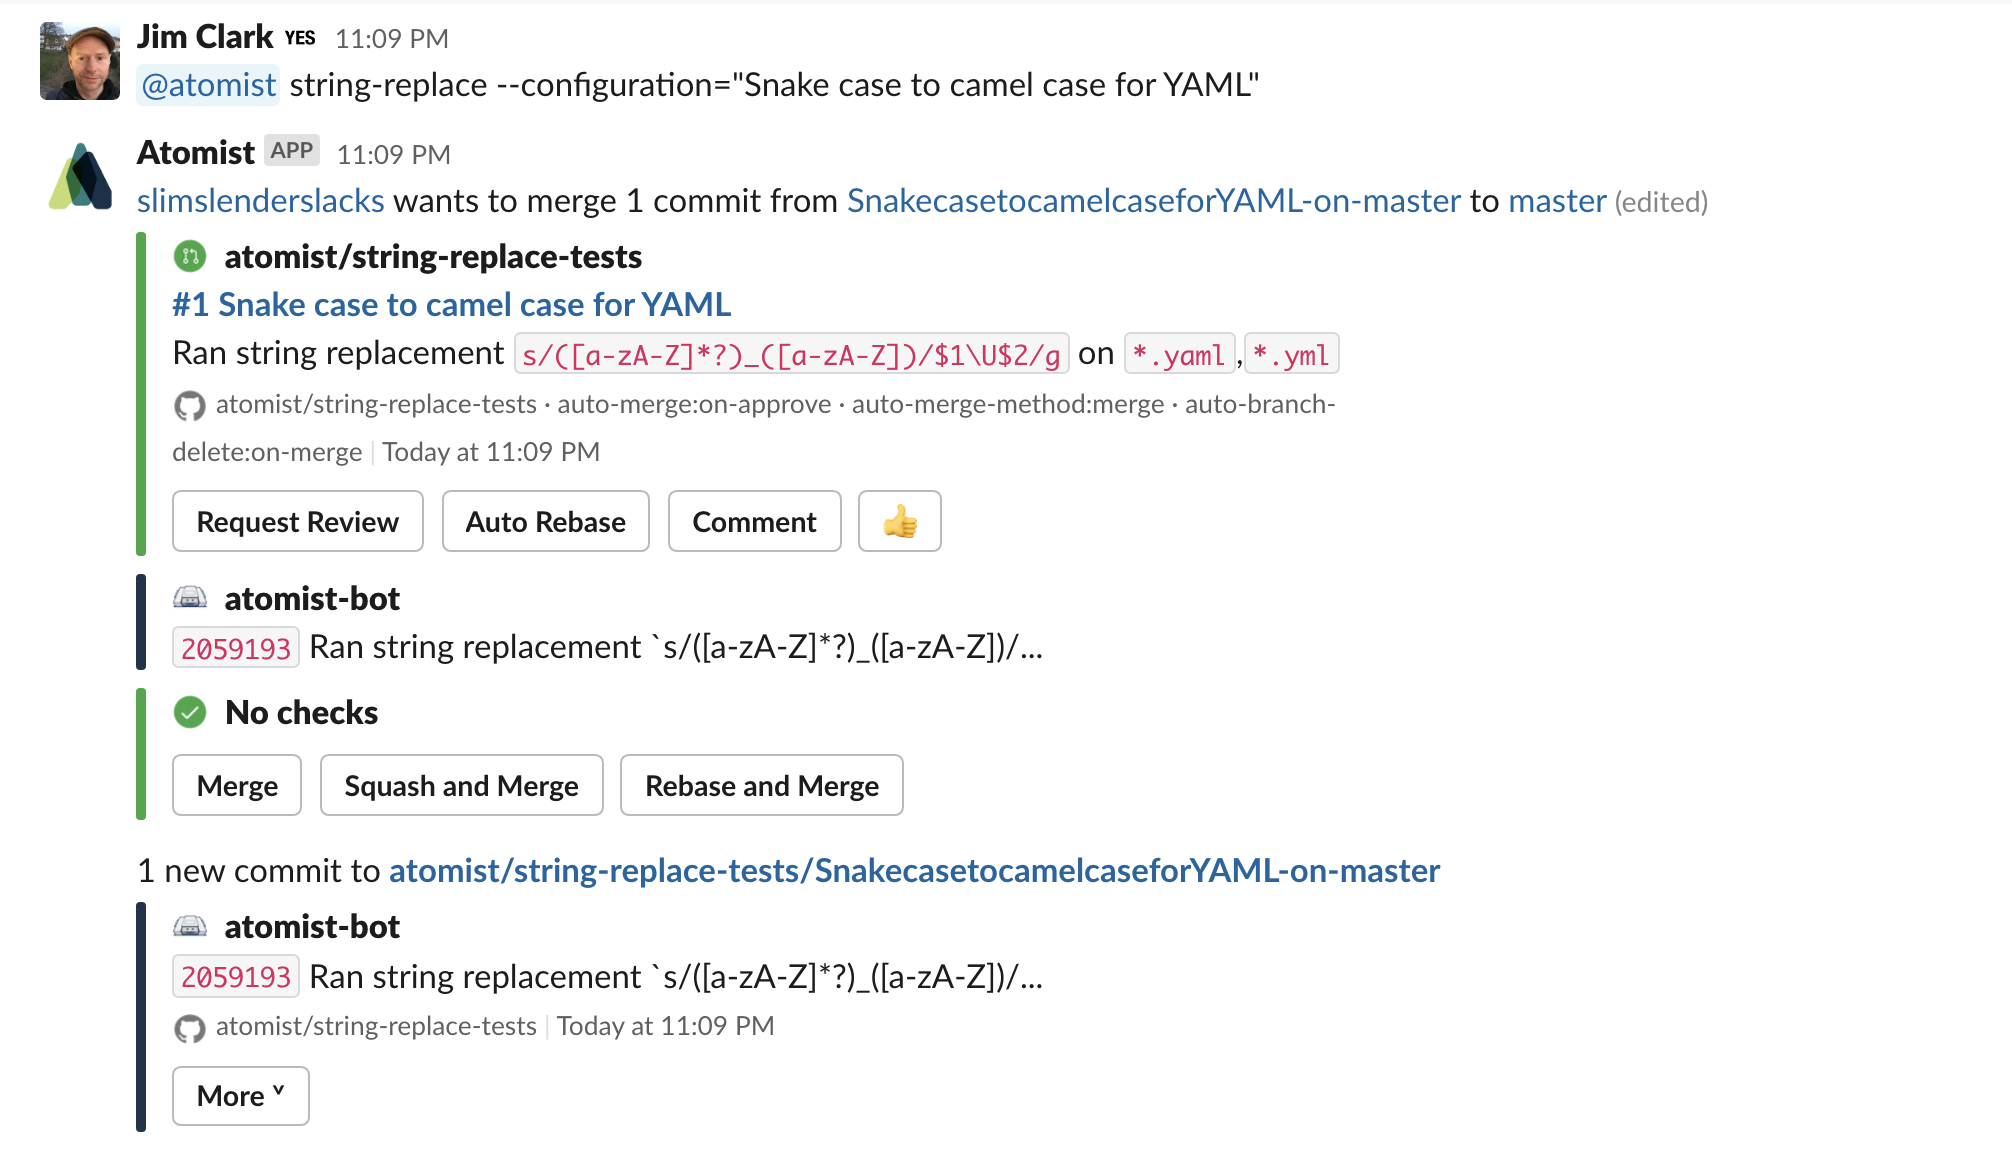 Jim Clark YES 11:09 PM
@atomist string-replace --configuration="Snake case to camel case for YAML"
Atomist APP 11:09 PM
slimslenderslacks wants to merge 1 commit from SnakecasetocamelcaseforYAML-on-master to master (edited)
atomist/string-replace-tests
#1 Snake case to camel case for YAML
Ran string replacement s/([a-zA-Z]*?)_([a-zA-Z])/$1\U$2/g on *.yaml,*.yml
atomist/string-replace-tests · auto-merge:on-approve · auto-merge-method:merge · auto-branch-
delete:on-merge | Today at 11:09 PM
Request Review Auto Rebase Comment
atomist-bot
2059193 Ran string replacement `s/([a-zA-Z]*?)_([a-zA-Z])/...
No checks
Merge Squash and Merge Rebase and Merge
1 new commit to atomist/string-replace-tests/SnakecasetocamelcaseforYAML-on-master
atomist-bot
2059193 Ran string replacement `s/([a-zA-Z]*?)_([a-zA-Z])/...
atomist/string-replace-tests | Today at 11:09 PM
More ˅